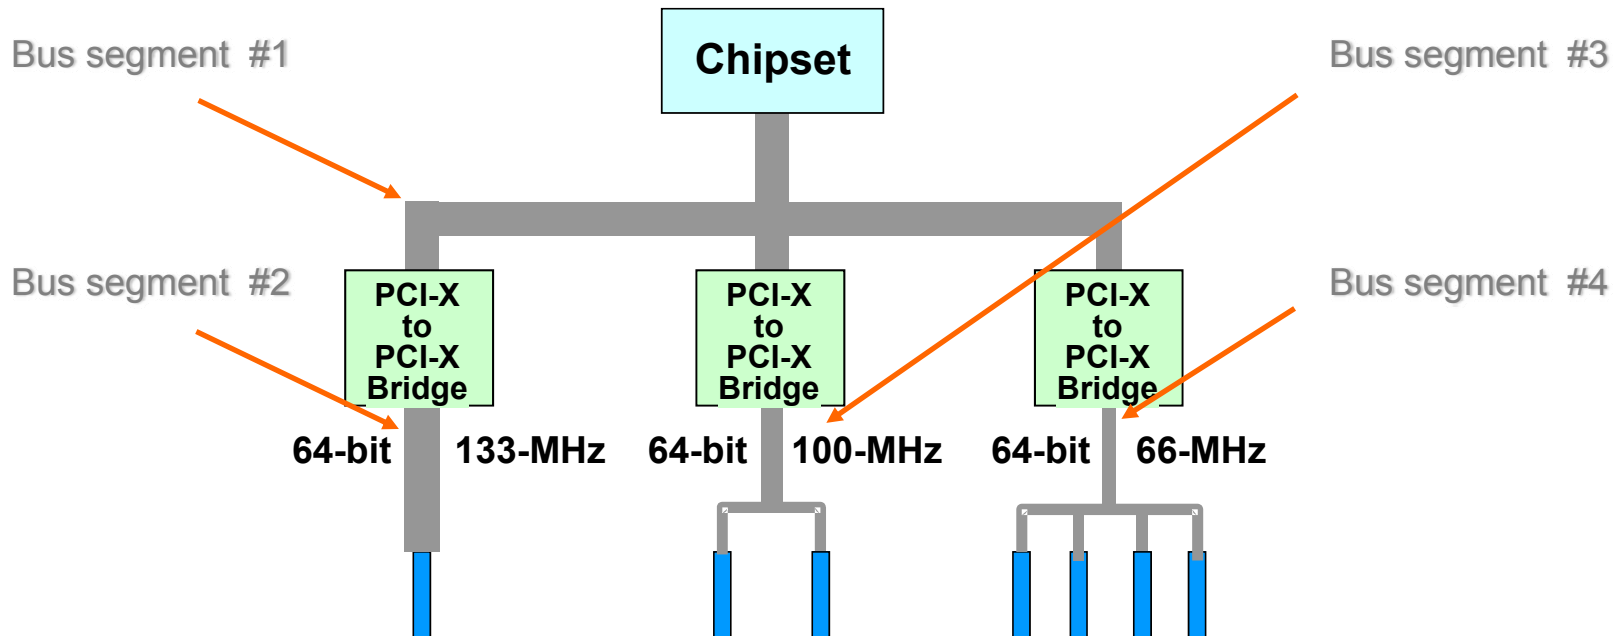 Bus segment #1
Chipset
Bus segment #3
Bus segment #2
PCI-X
to
PCI-X
Bridge
PCI-X
to
PCI-X
Bridge
PCI-X
to
PCI-X
Bridge
Bus segment #4
64-bit 133-MHz
64-bit 100-MHz
64-bit 66-MHz